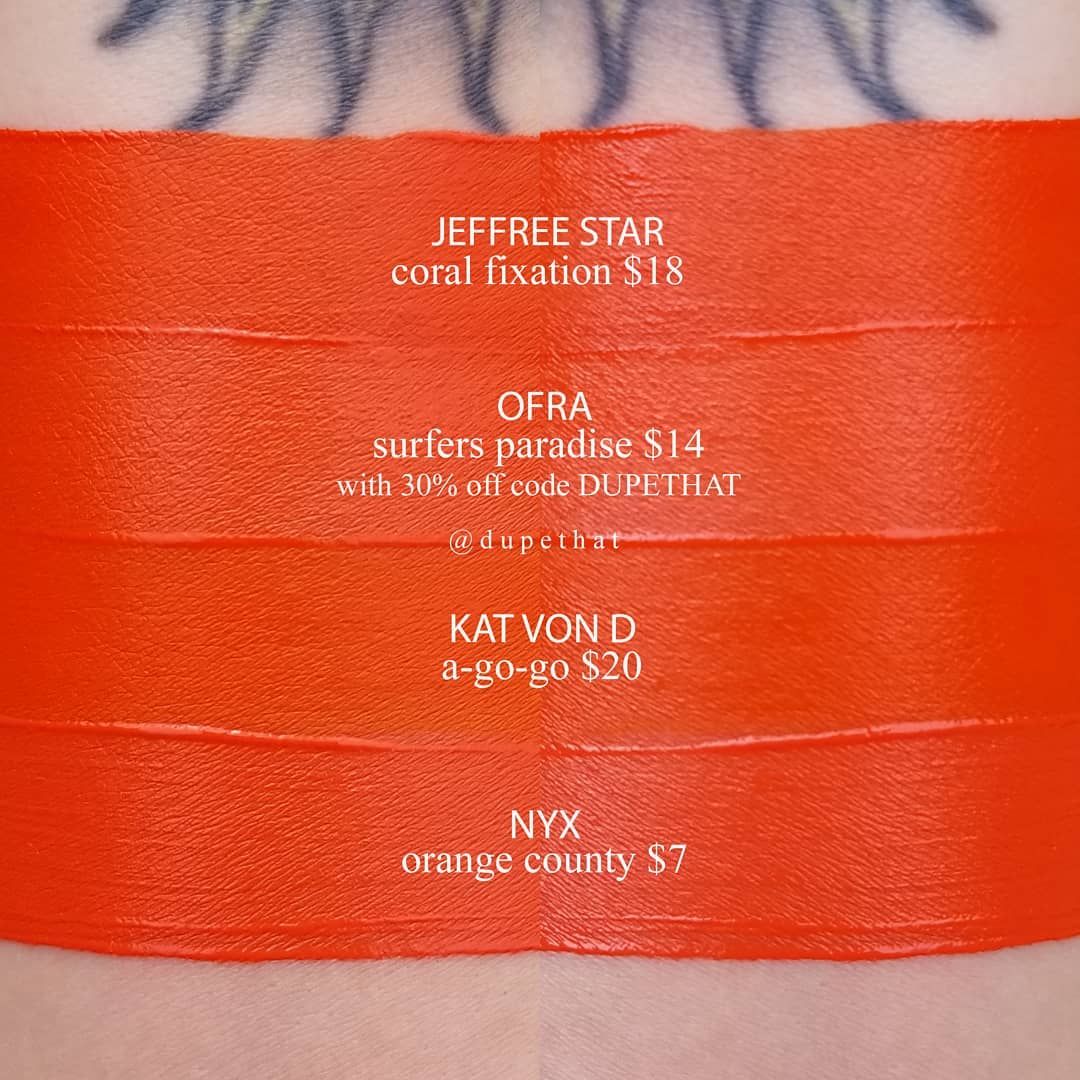 JEFFREE STAR
coral fixation $18
OFRA
surfers paradise $14
with 30% off code DUPETHAT
@dupethat
KAT VON D
a-go-go $20
NYX
orange county $7